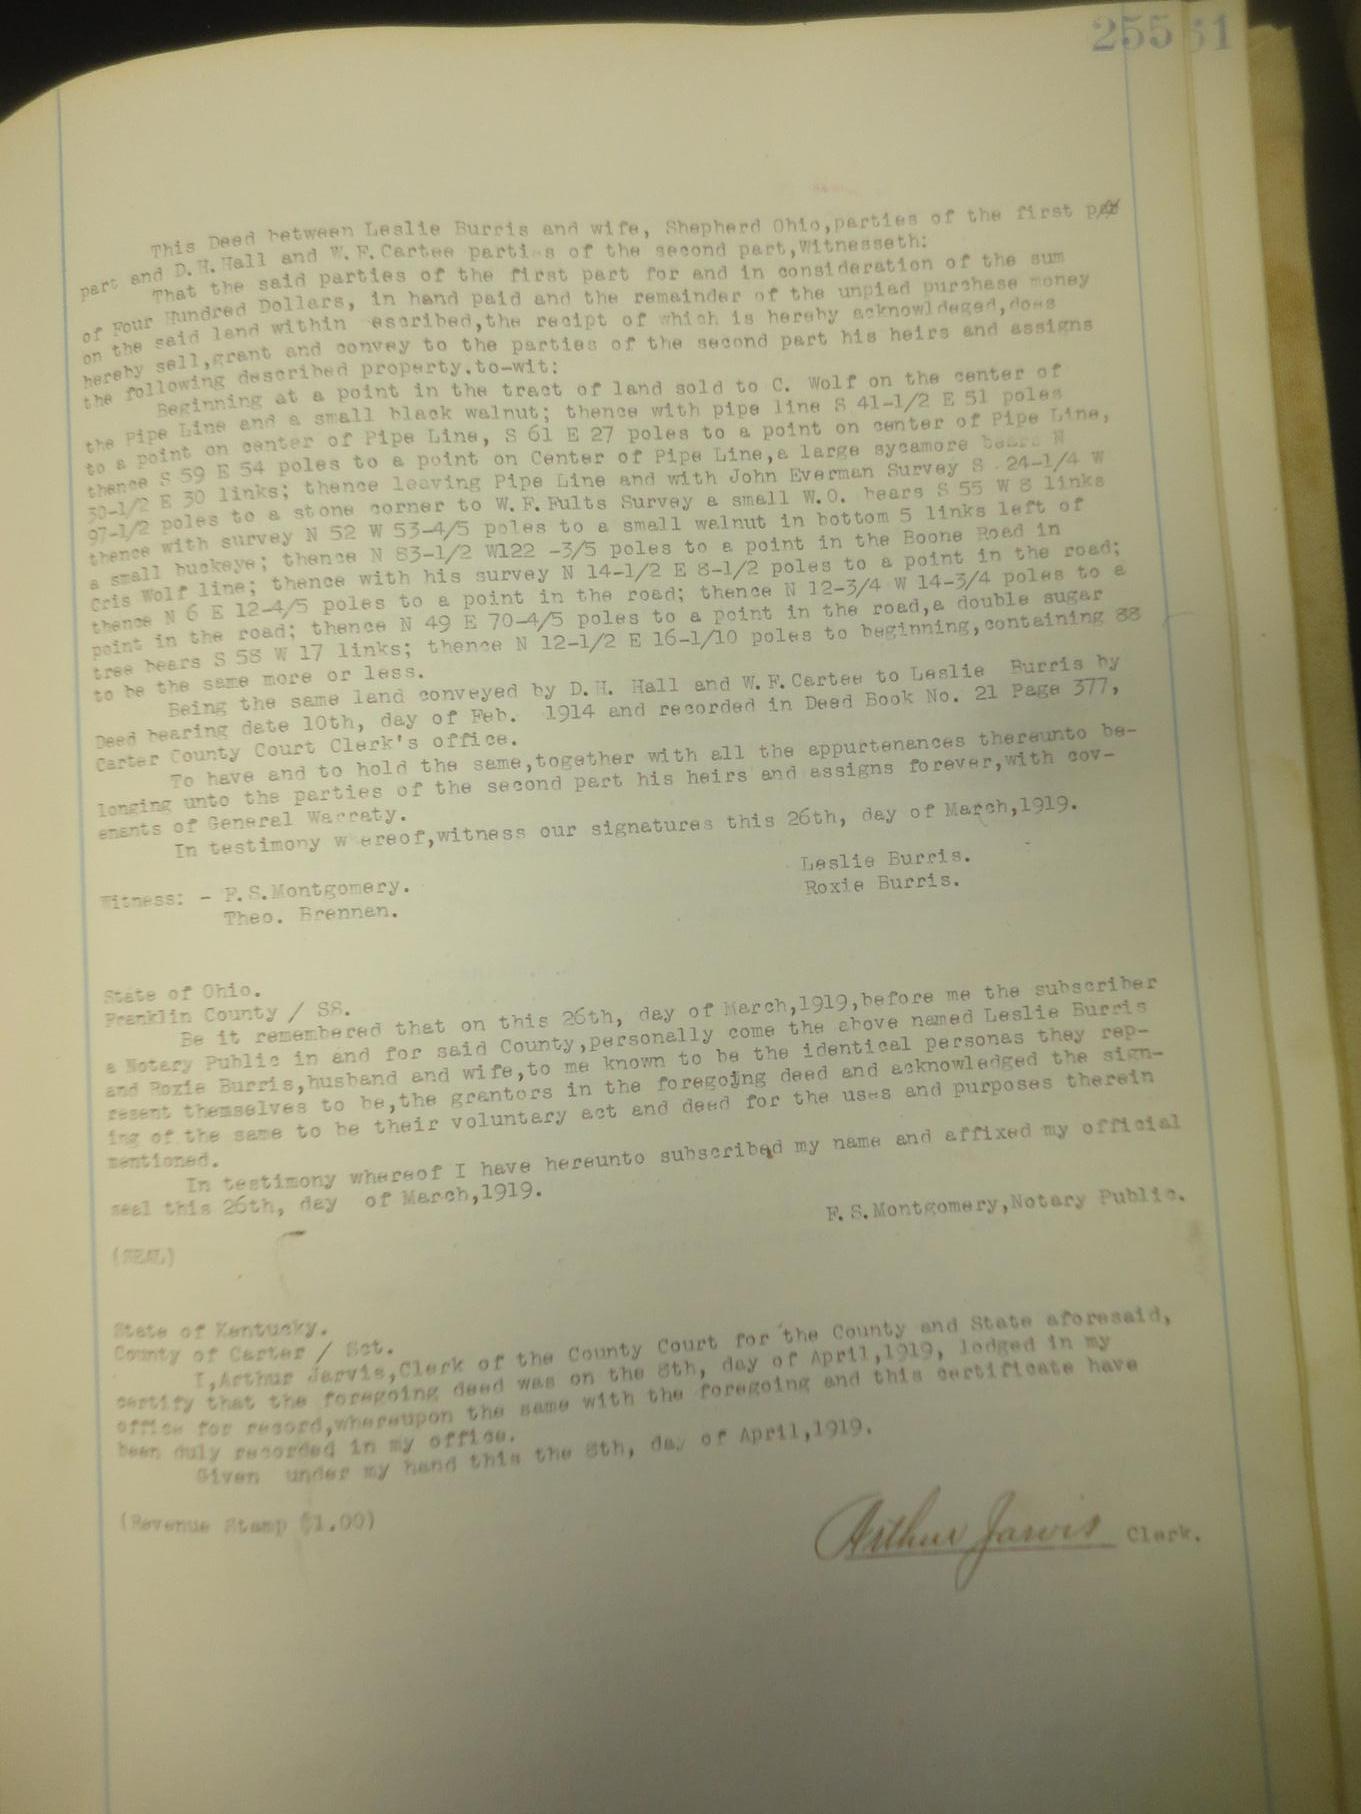 255 61
This Deed between Leslie Burris and wife, Shepherd Ohio,parties of the first
part and D.H.Hall and W.F.Cartee parties of the second part,Witnesseth:
That the said parties of the first part for and in consideration of the sum
of Four Hundred Dollars, in hand paid and the remainder of the unpied purchase money
on the said land within escribed,the recipt of which is hereby acknowldeged,does
hereby sell,grant and convey to the parties of the second part his heirs and assigns
the following described property.to-wit:
Beginning at a point in the tract of land sold to C. Wolf on the center of
the Pipe Line and a small black walnut; thence with pipe line S 41-1/2 E 51 poles
to a point on center of Pipe Line, S 61 E 27 poles to a point on center of Pipe Line,
thence S 59 E 54 poles to a point on Center of Pipe Line,a large sycamore bears N
30-1/2 E 30 links; thence leaving Pipe Line and with John Everman Survey S 24-1/4 W
97-1/2 poles to a stone corner to W.F.Fults Survey a small W.O. bears S 55 W 8 links
thence with survey N 52 W 53-4/5 poles to a small walnut in bottom 5 links left of
a small buckeye; thence N 83-1/2 W122 -3/5 poles to a point in the Boone Road in
Cris Wolf line; thence with his survey N 14-1/2 E 8-1/2 poles to a point in the road;
thence N 6 E 12-4/5 poles to a point in the road; thence N 12-3/4 W 14-3/4 poles to a
point in the road; thence N 49 E 70-4/5 poles to a point in the road,a double sugar
tree bears S 58 W 17 links; thence N 12-1/2 E 16-1/10 poles to beginning,containing 88
to be the same more or less.
Being the same land conveyed by D.H. Hall and W.F.Cartee to Leslie Burris by
Deed bearing date 10th, day of Feb. 1914 and recorded in Deed Book No. 21 Page 377,
Carter County Court Clerk's office.
To have and to hold the same,together with all the appurtenances thereunto be-
longing unto the parties of the second part his heirs and assigns forever,with cov-
enants of General Warraty.
In testimony w ereof,witness our signatures this 26th, day of March,1919.
Leslie Burris.
Roxie Burris.
Witness: - F.S.Montgomery.
Theo. Brennen.
State of Ohio.
Franklin County / SS.
Be it remembered that on this 26th, day of March,1919,before me the subscriber
a Notary Public in and for said County,personally come the above named Leslie Burris
and Roxie Burris,husband and wife,to me known to be the identical personas they rep-
resent themselves to be,the grantors in the foregoing deed and acknowledged the sign-
ing of the same to be their voluntary act and deed for the uses and purposes therein
mentioned.
In testimony whereof I have hereunto subscribed my name and affixed my official
seal this 26th, day of March,1919.
F.S.Montgomery,Notary Public.
(SEAL)
State of Kentucky.
County of Carter / Sct.
I,Arthur Jarvis,Clerk of the County Court for the County and State aforesaid,
certify that the foregoing deed was on the 8th, day of April,1919, lodged in my
office for record,whereupon the same with the foregoing and this certificate have
been duly recorded in my office.
Given under my hand this the 8th, day of April,1919.
(Revenue Stamp $1.00)
Arthur Jarvis Clerk.